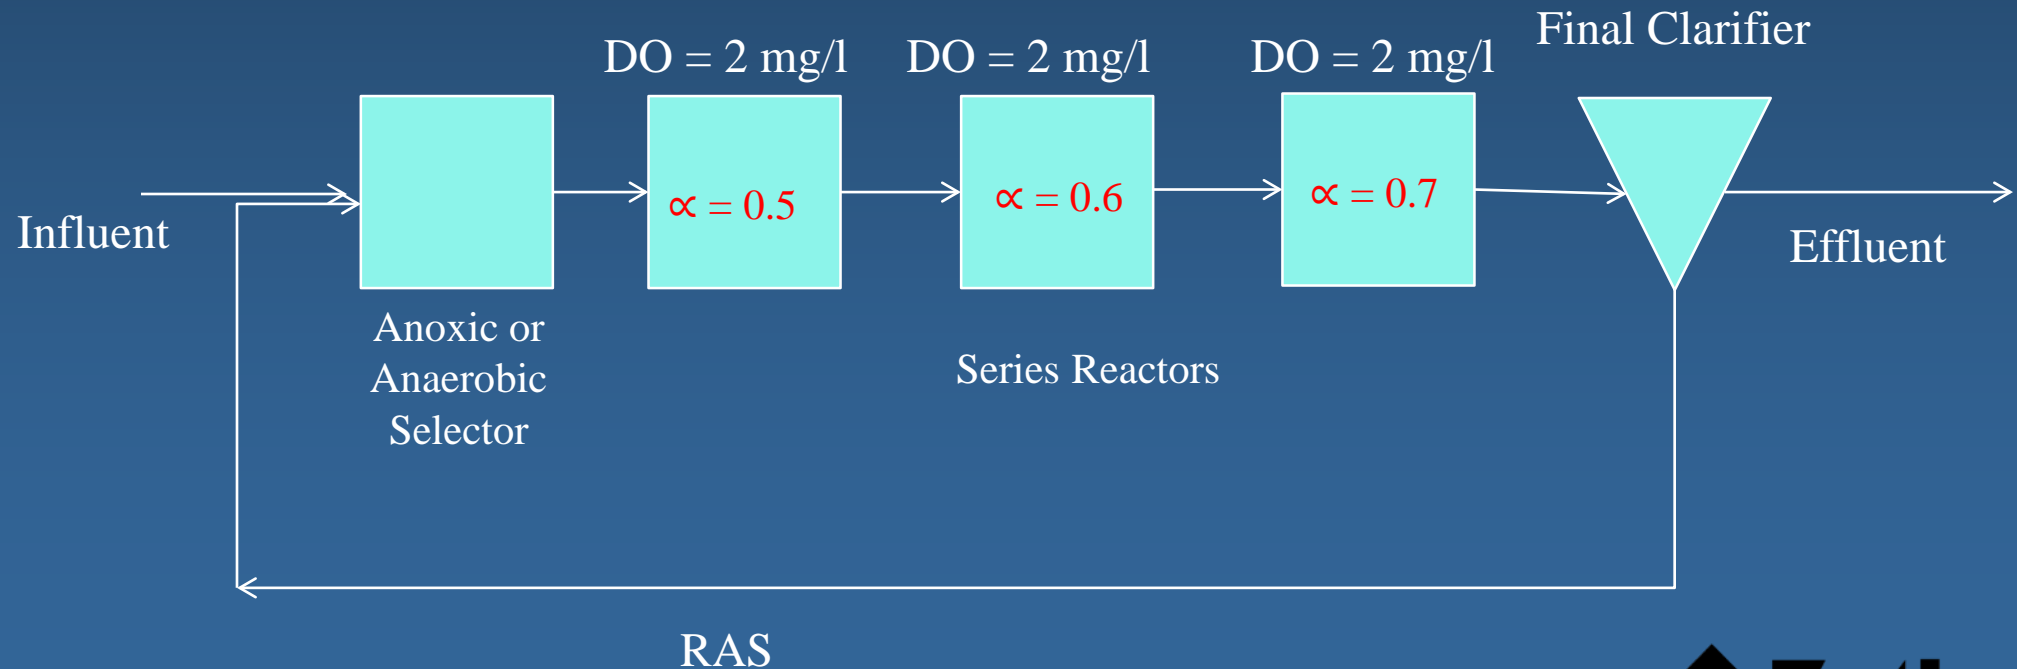 Final Clarifier
DO = 2 mg/l
DO = 2 mg/l
DO = 2 mg/l
∝ = 0.5
∝ = 0.6
∝ = 0.7
Influent
Effluent
Anoxic or
Anaerobic
Selector
Series Reactors
RAS